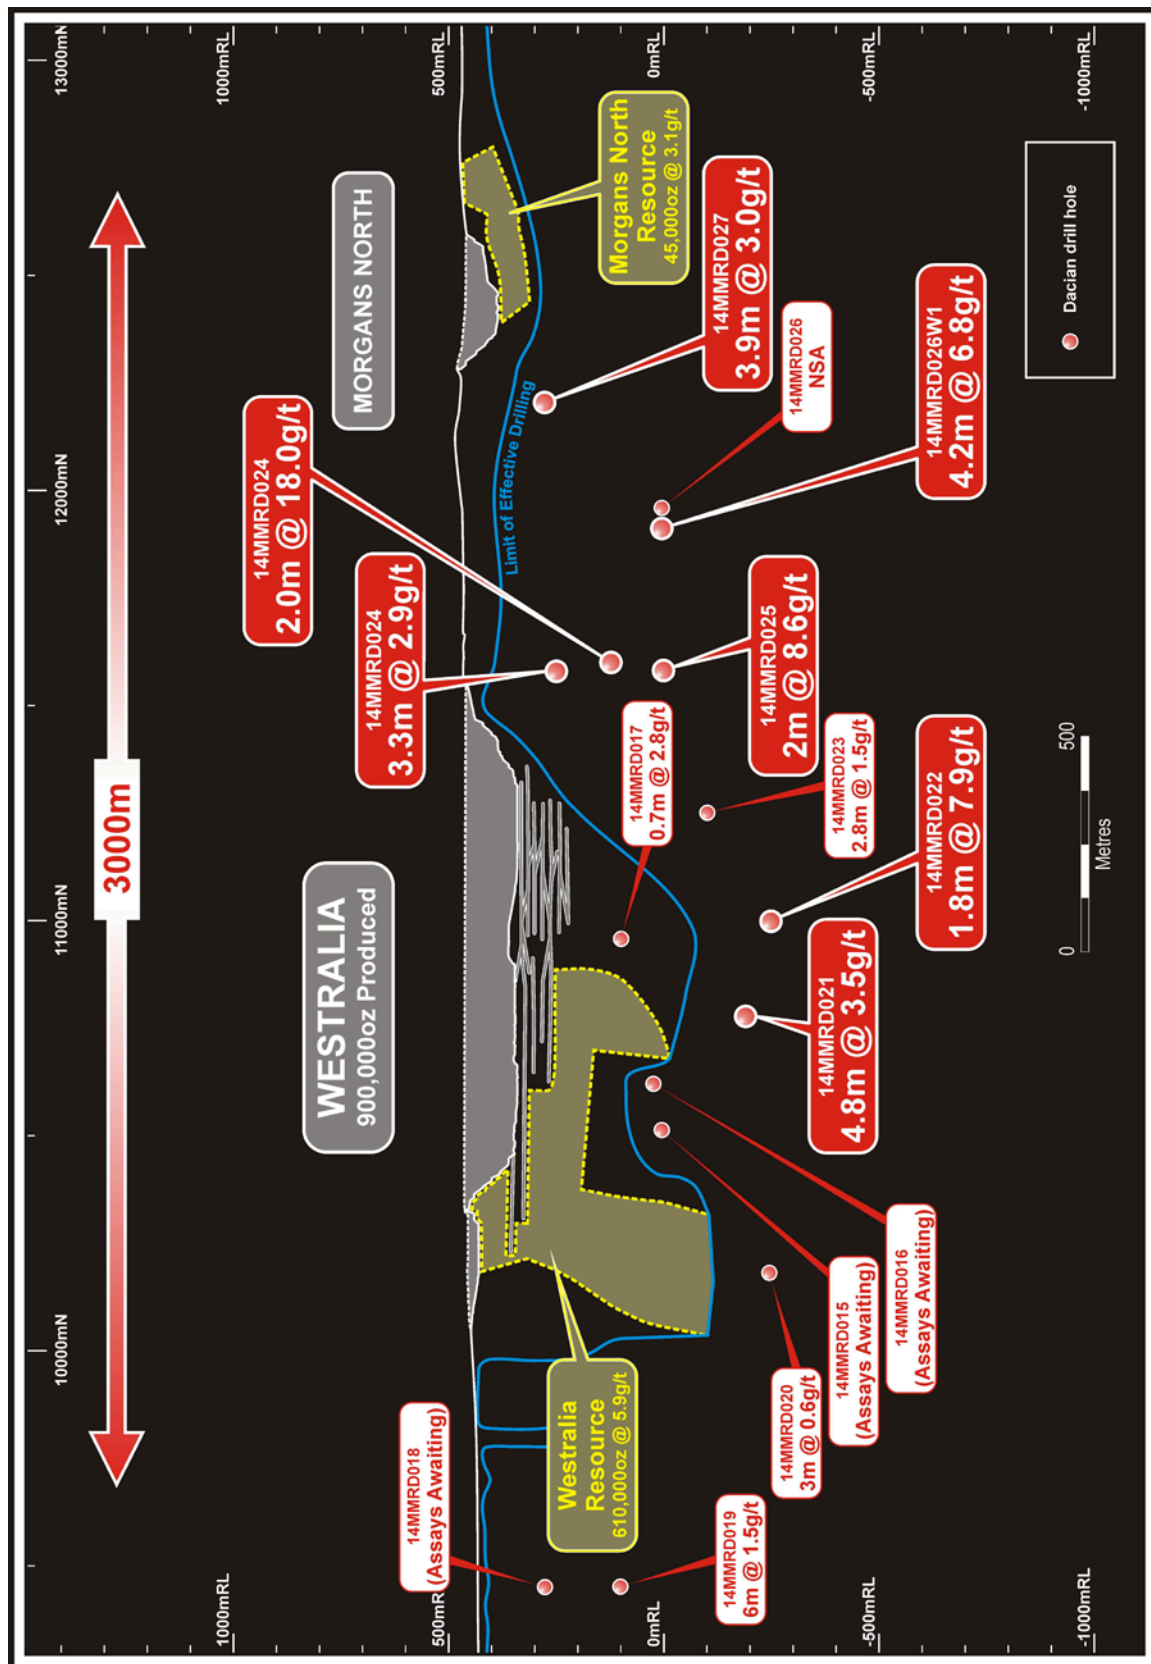 3000m
1000mRL
500mRL
0mRL
-500mRL
-1000mRL
1000mRL
500mRL
0mRL
-500mRL
-1000mRL
10000mN
11000mN
12000mN
13000mN
WESTRALIA
900,000oz Produced
MORGANS NORTH
14MMRD018
(Assays Awaiting)
14MMRD024
3.3m @ 2.9g/t
14MMRD024
2.0m @ 18.0g/t
Limit of Effective Drilling
Westralia
Resource
610,000oz @ 5.9g/t
Morgans North
Resource
45,000oz @ 3.1g/t
14MMRD017
0.7m @ 2.8g/t
14MMRD019
6m @ 1.5g/t
14MMRD020
3m @ 0.6g/t
14MMRD015
(Assays Awaiting)
14MMRD016
(Assays Awaiting)
14MMRD021
4.8m @ 3.5g/t
14MMRD022
1.8m @ 7.9g/t
14MMRD023
2.8m @ 1.5g/t
14MMRD025
2m @ 8.6g/t
14MMRD026W1
4.2m @ 6.8g/t
14MMRD026
NSA
14MMRD027
3.9m @ 3.0g/t
0
500
Metres
Dacian drill hole